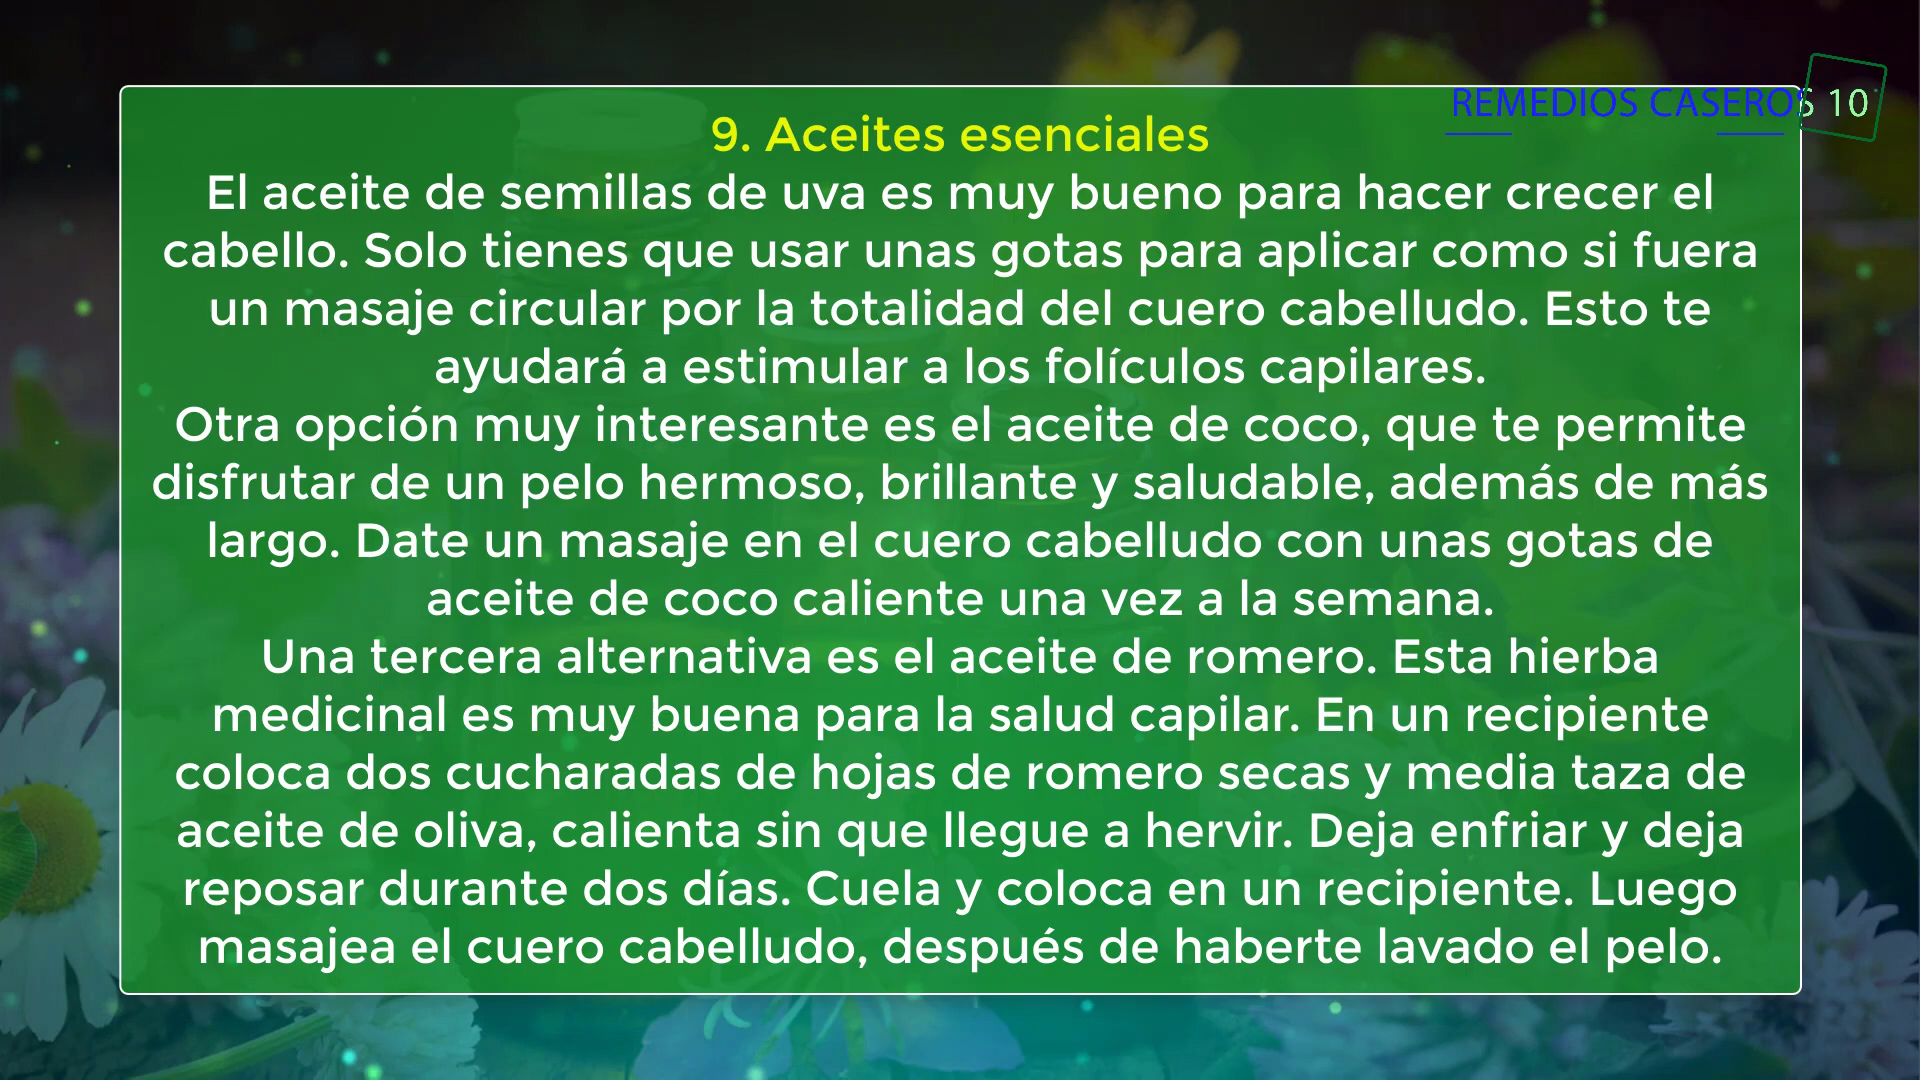 REMEDIOS CASEROS 10
9. Aceites esenciales
El aceite de semillas de uva es muy bueno para hacer crecer el
cabello. Solo tienes que usar unas gotas para aplicar como si fuera
un masaje circular por la totalidad del cuero cabelludo. Esto te
ayudará a estimular a los folículos capilares.
Otra opción muy interesante es el aceite de coco, que te permite
disfrutar de un pelo hermoso, brillante y saludable, además de más
largo. Date un masaje en el cuero cabelludo con unas gotas de
aceite de coco caliente una vez a la semana.
Una tercera alternativa es el aceite de romero. Esta hierba
medicinal es muy buena para la salud capilar. En un recipiente
coloca dos cucharadas de hojas de romero secas y media taza de
aceite de oliva, calienta sin que llegue a hervir. Deja enfriar y deja
reposar durante dos días. Cuela y coloca en un recipiente. Luego
masajea el cuero cabelludo, después de haberte lavado el pelo.